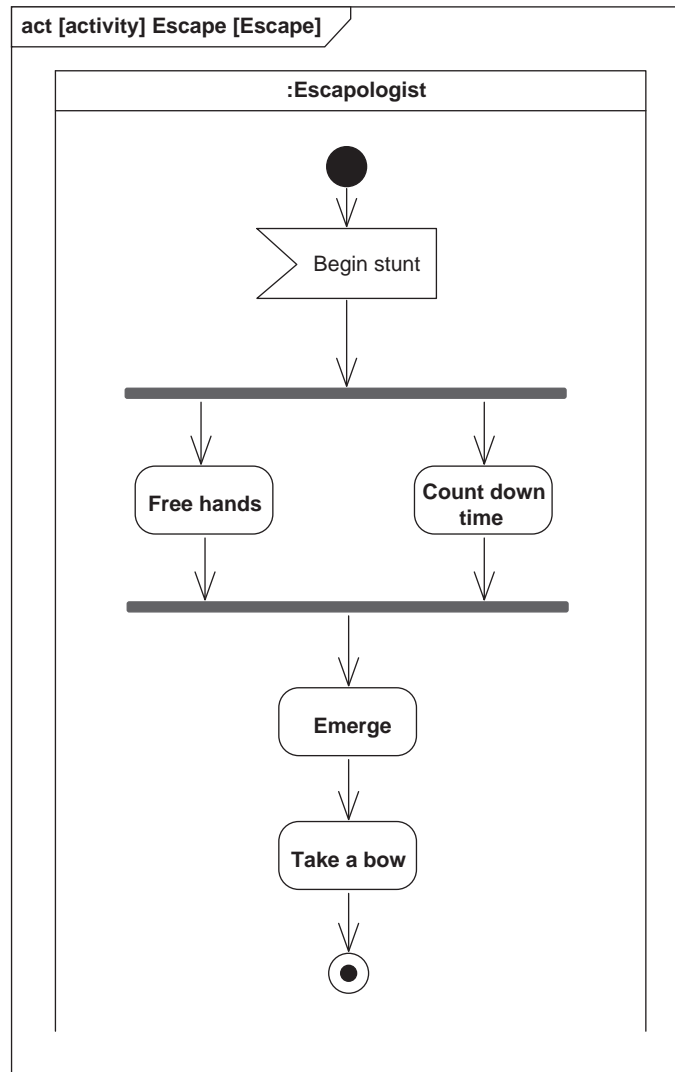 act [activity] Escape [Escape]
:Escapologist
Begin stunt
Free hands
Count down
time
Emerge
Take a bow